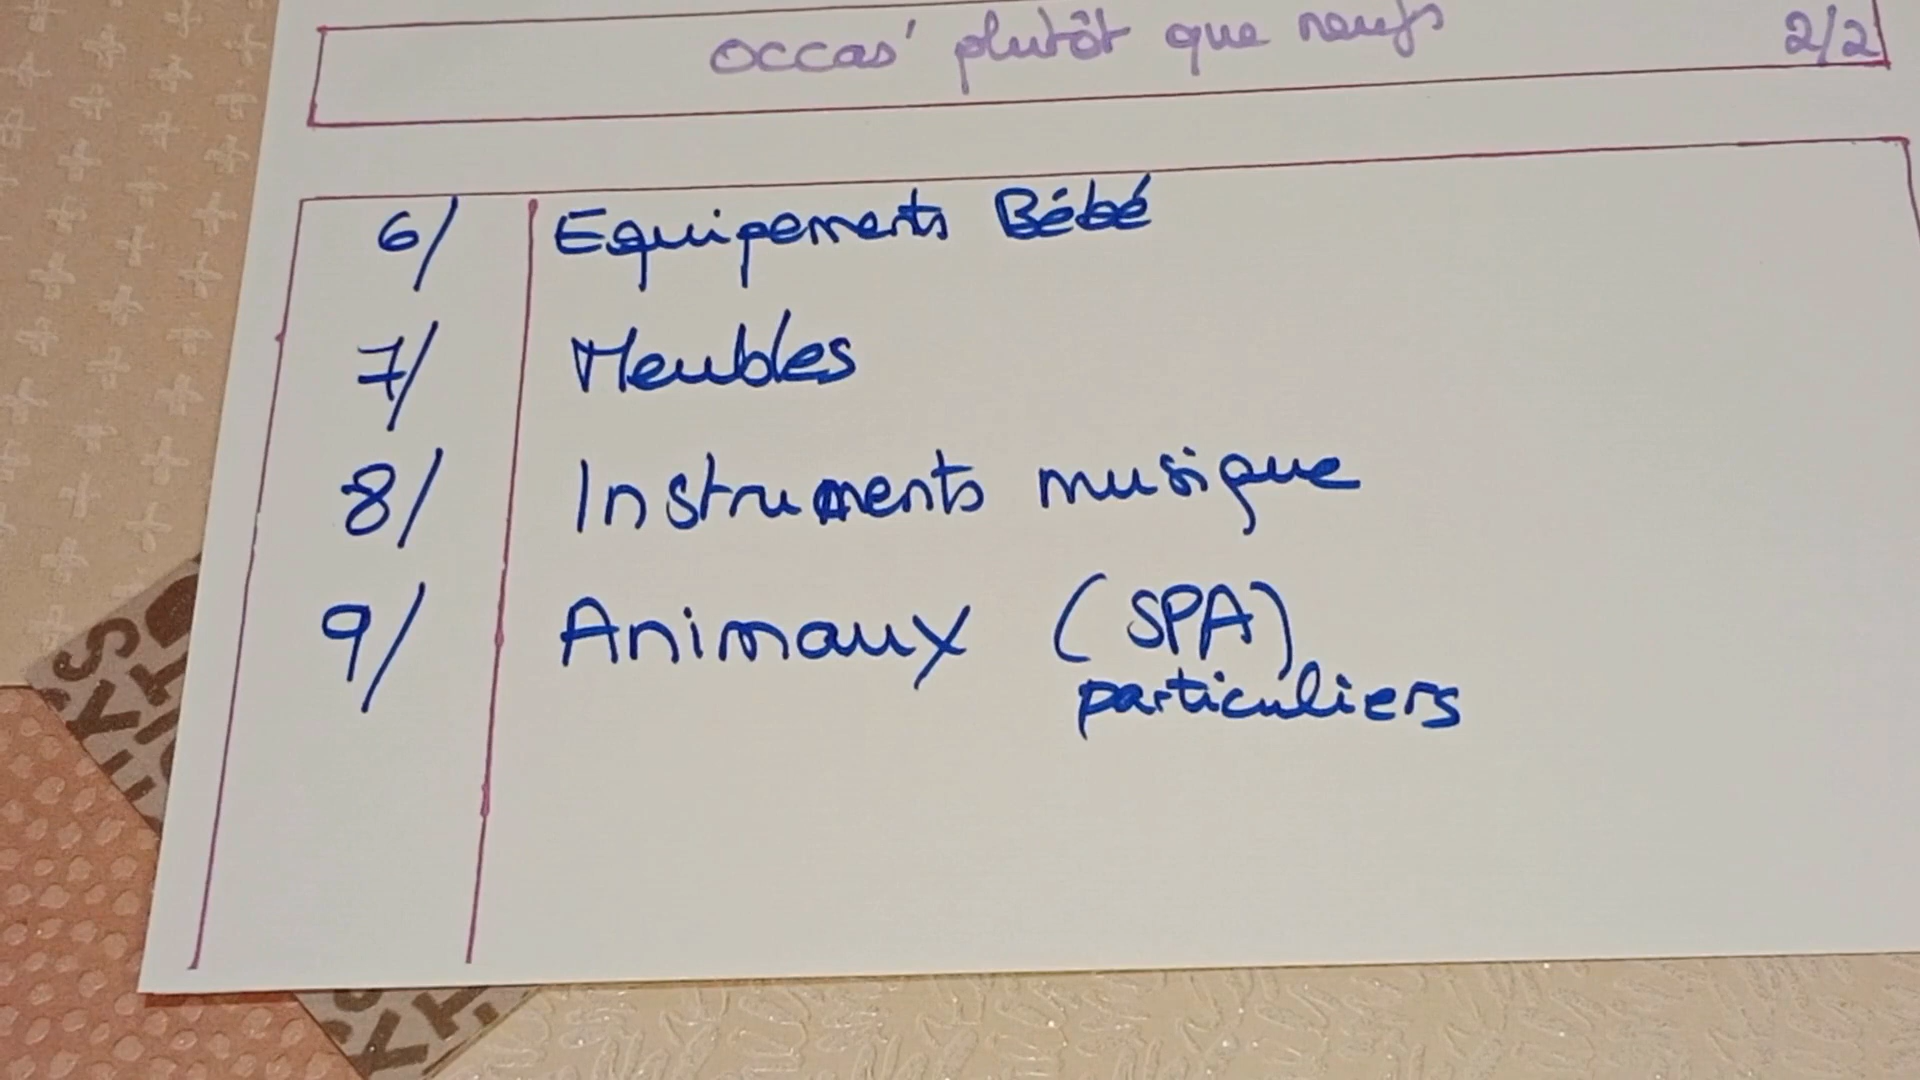 occas' plutôt que neufs 2/2
6/ Equipements Bébé
7/ Meubles
8/ Instruments musique
9/ Animaux (SPA)
particuliers